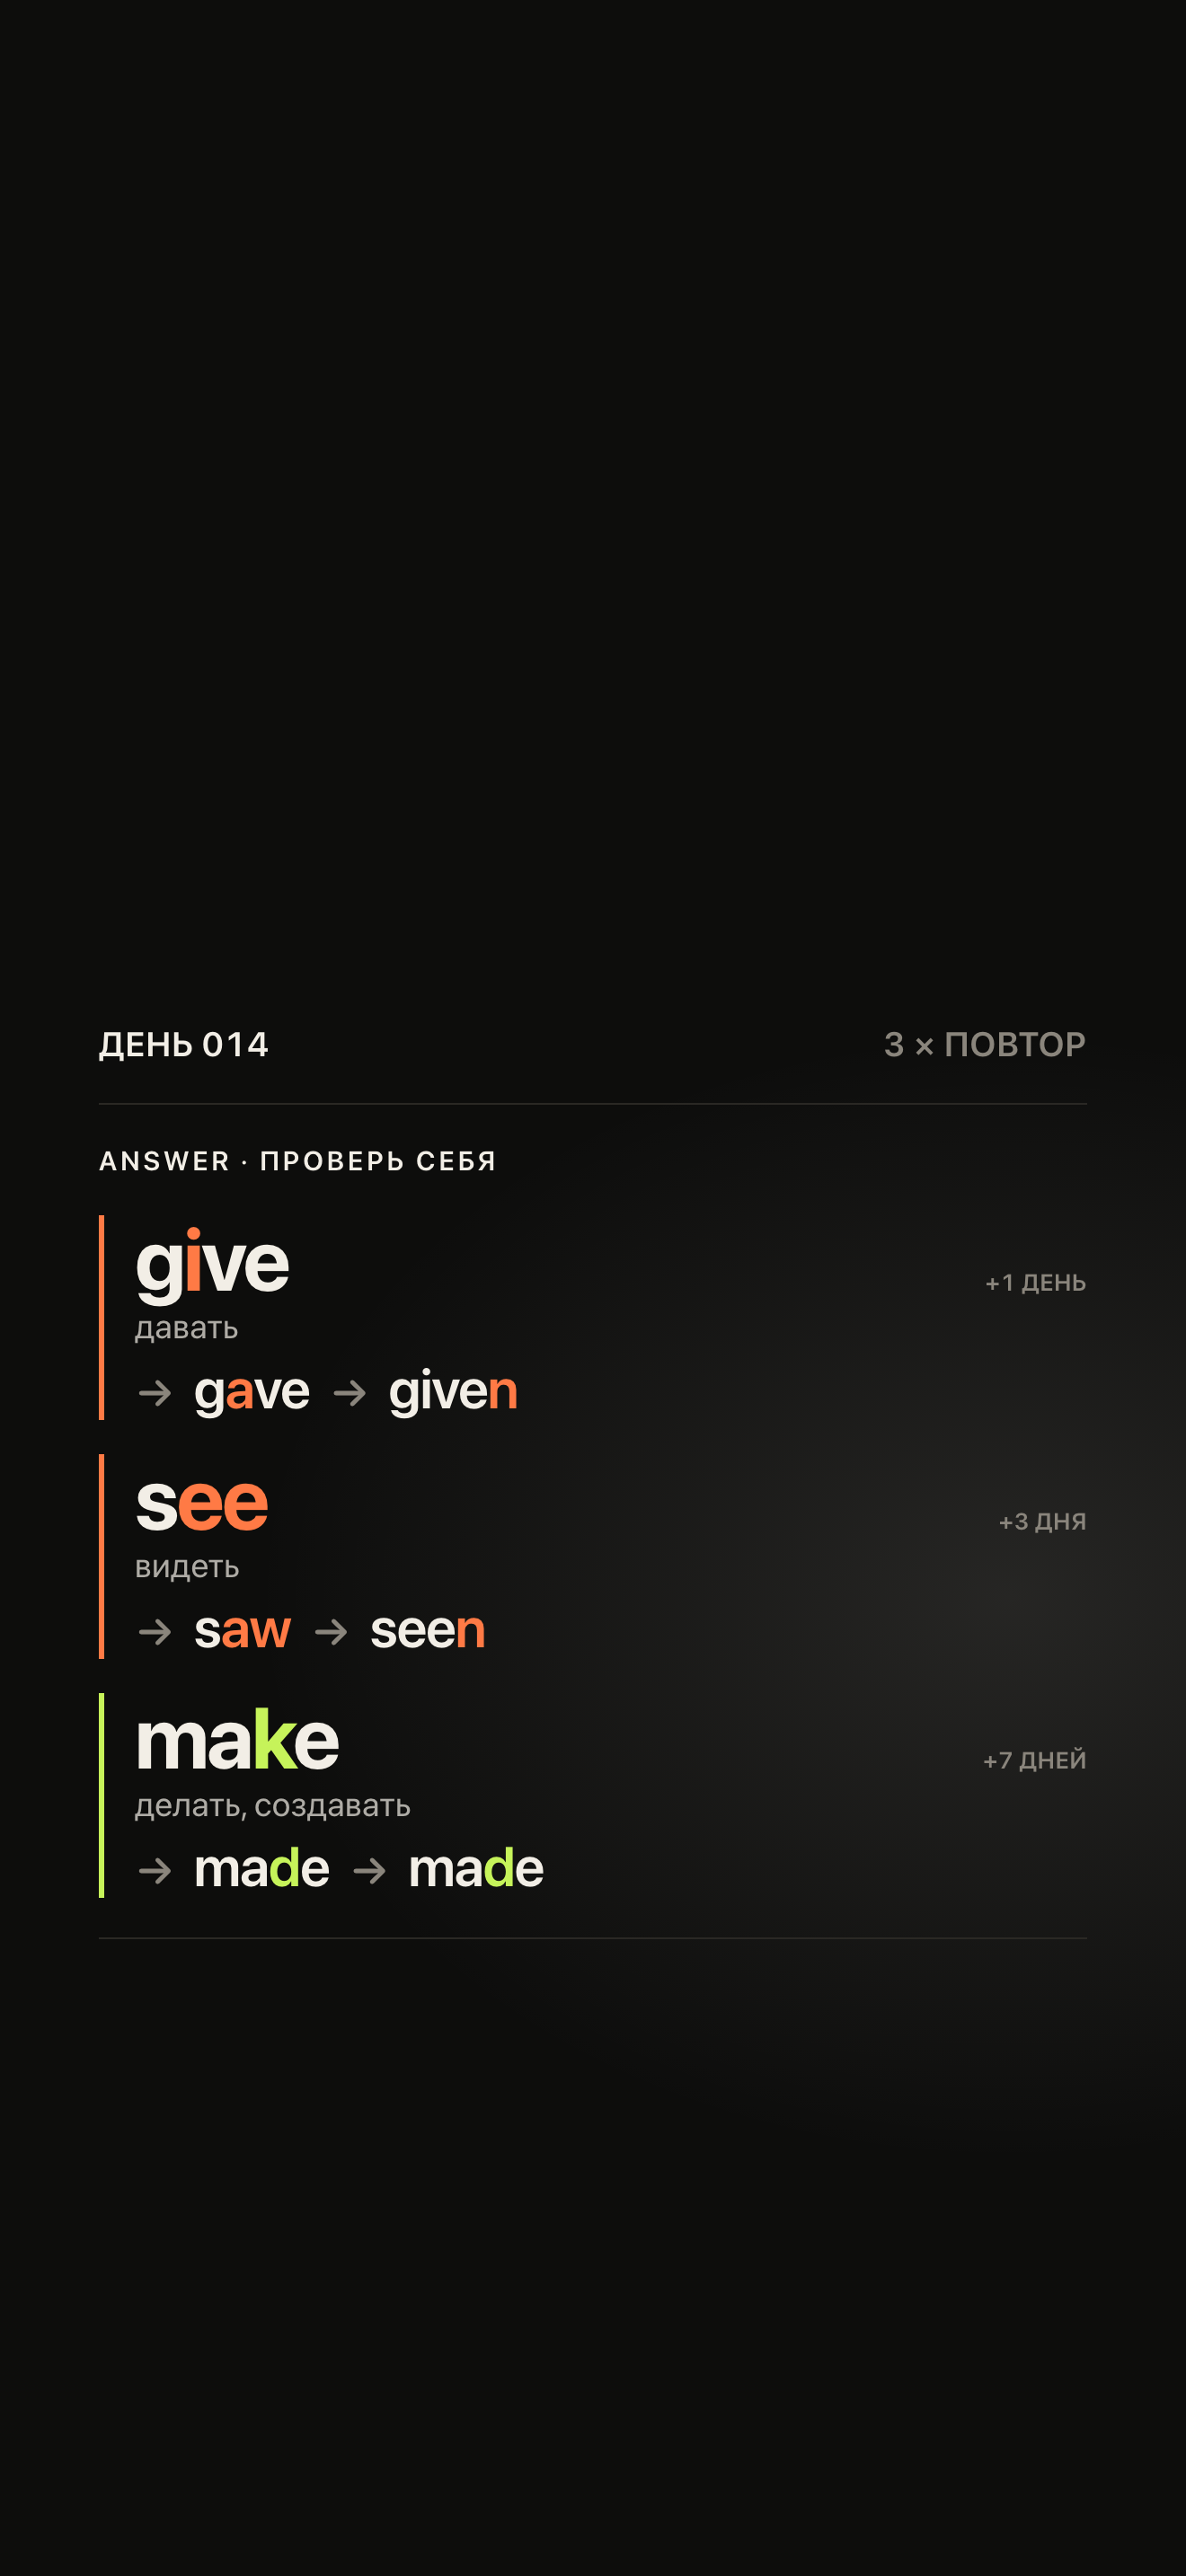 ДЕНЬ 014
3 × ПОВТОР
ANSWER · ПРОВЕРЬ СЕБЯ
give
+1 ДЕНЬ
давать
→ gave → given
see
+3 ДНЯ
видеть
→ saw → seen
make
+7 ДНЕЙ
делать, создавать
→ made → made